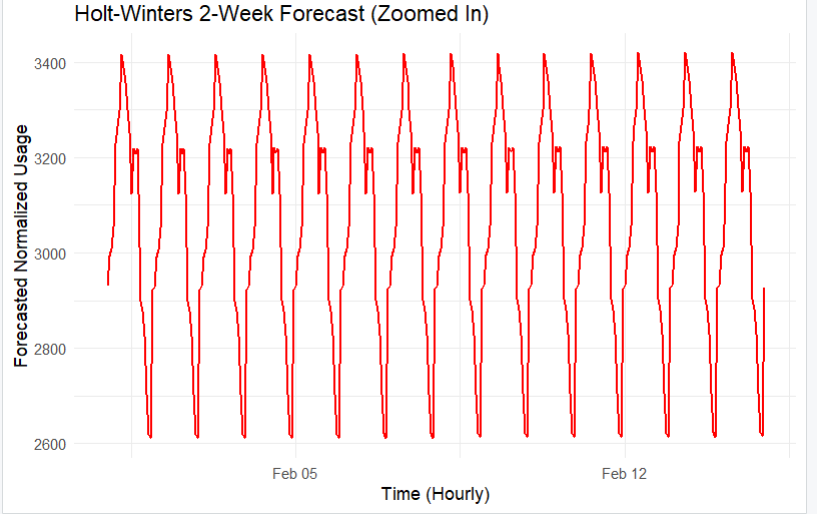 Holt-Winters 2-Week Forecast (Zoomed In)
Forecasted Normalized Usage
3400
3200
3000
2800
2600
Feb 05
Feb 12
Time (Hourly)